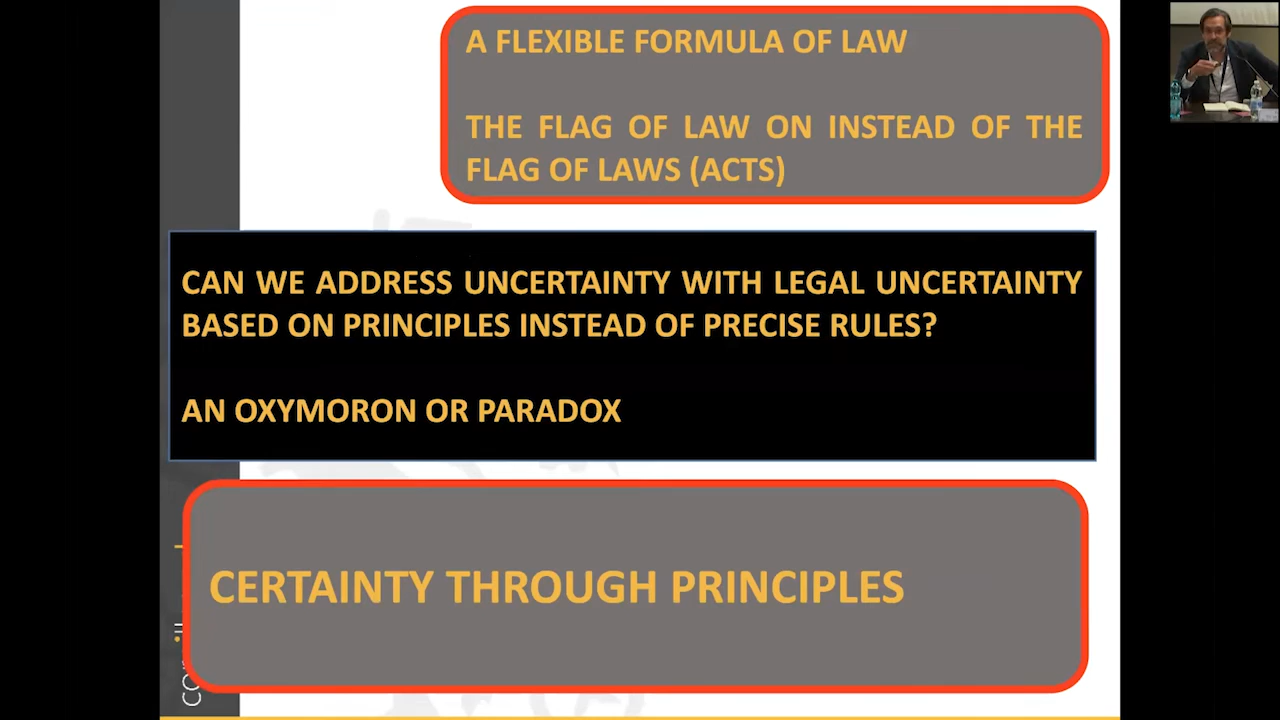 A FLEXIBLE FORMULA OF LAW
THE FLAG OF LAW ON INSTEAD OF THE
FLAG OF LAWS (ACTS)
CAN WE ADDRESS UNCERTAINTY WITH LEGAL UNCERTAINTY
BASED ON PRINCIPLES INSTEAD OF PRECISE RULES?
AN OXYMORON OR PARADOX
CERTAINTY THROUGH PRINCIPLES